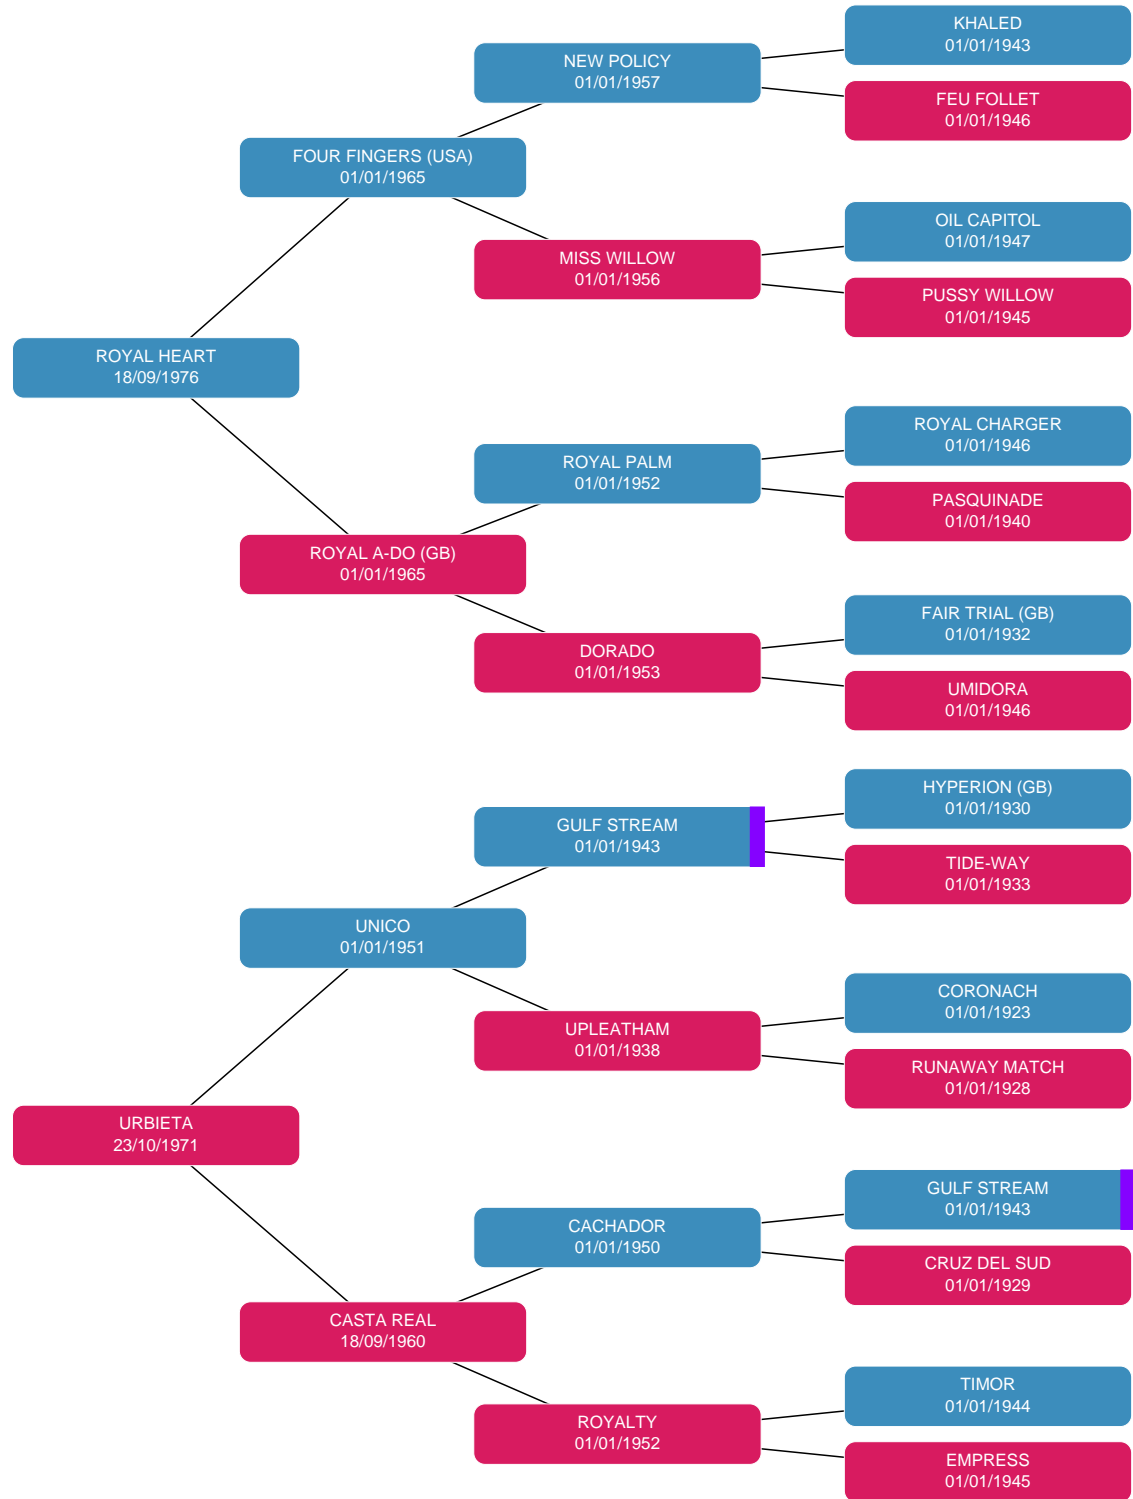 KHALED
01/01/1943
NEW POLICY
01/01/1957
FEU FOLLET
01/01/1946
FOUR FINGERS (USA)
01/01/1965
OIL CAPITOL
01/01/1947
MISS WILLOW
01/01/1956
PUSSY WILLOW
01/01/1945
ROYAL HEART
18/09/1976
ROYAL CHARGER
01/01/1946
ROYAL PALM
01/01/1952
PASQUINADE
01/01/1940
ROYAL A-DO (GB)
01/01/1965
FAIR TRIAL (GB)
01/01/1932
DORADO
01/01/1953
UMIDORA
01/01/1946
HYPERION (GB)
01/01/1930
GULF STREAM
01/01/1943
TIDE-WAY
01/01/1933
UNICO
01/01/1951
CORONACH
01/01/1923
UPLEATHAM
01/01/1938
RUNAWAY MATCH
01/01/1928
URBIETA
23/10/1971
GULF STREAM
01/01/1943
CACHADOR
01/01/1950
CRUZ DEL SUD
01/01/1929
CASTA REAL
18/09/1960
TIMOR
01/01/1944
ROYALTY
01/01/1952
EMPRESS
01/01/1945